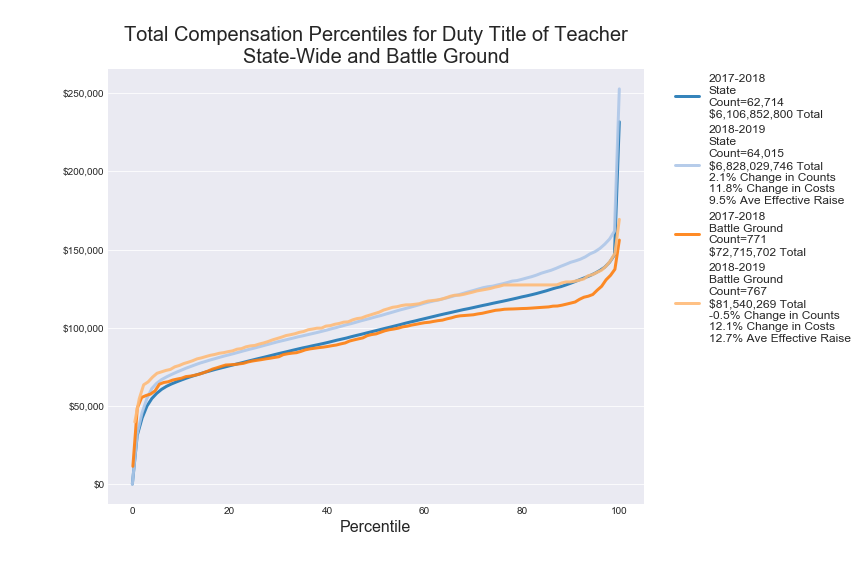 Total Compensation Percentiles for Duty Title of Teacher
State-Wide and Battle Ground
$250,000
$200,000
$150,000
$100,000
$50,000
$0
0
20
40
60
80
100
Percentile
2017-2018
State
Count=62,714
$6,106,852,800 Total
2018-2019
State
Count=64,015
$6,828,029,746 Total
2.1% Change in Counts
11.8% Change in Costs
9.5% Ave Effective Raise
2017-2018
Battle Ground
Count=771
$72,715,702 Total
2018-2019
Battle Ground
Count=767
$81,540,269 Total
-0.5% Change in Counts
12.1% Change in Costs
12.7% Ave Effective Raise